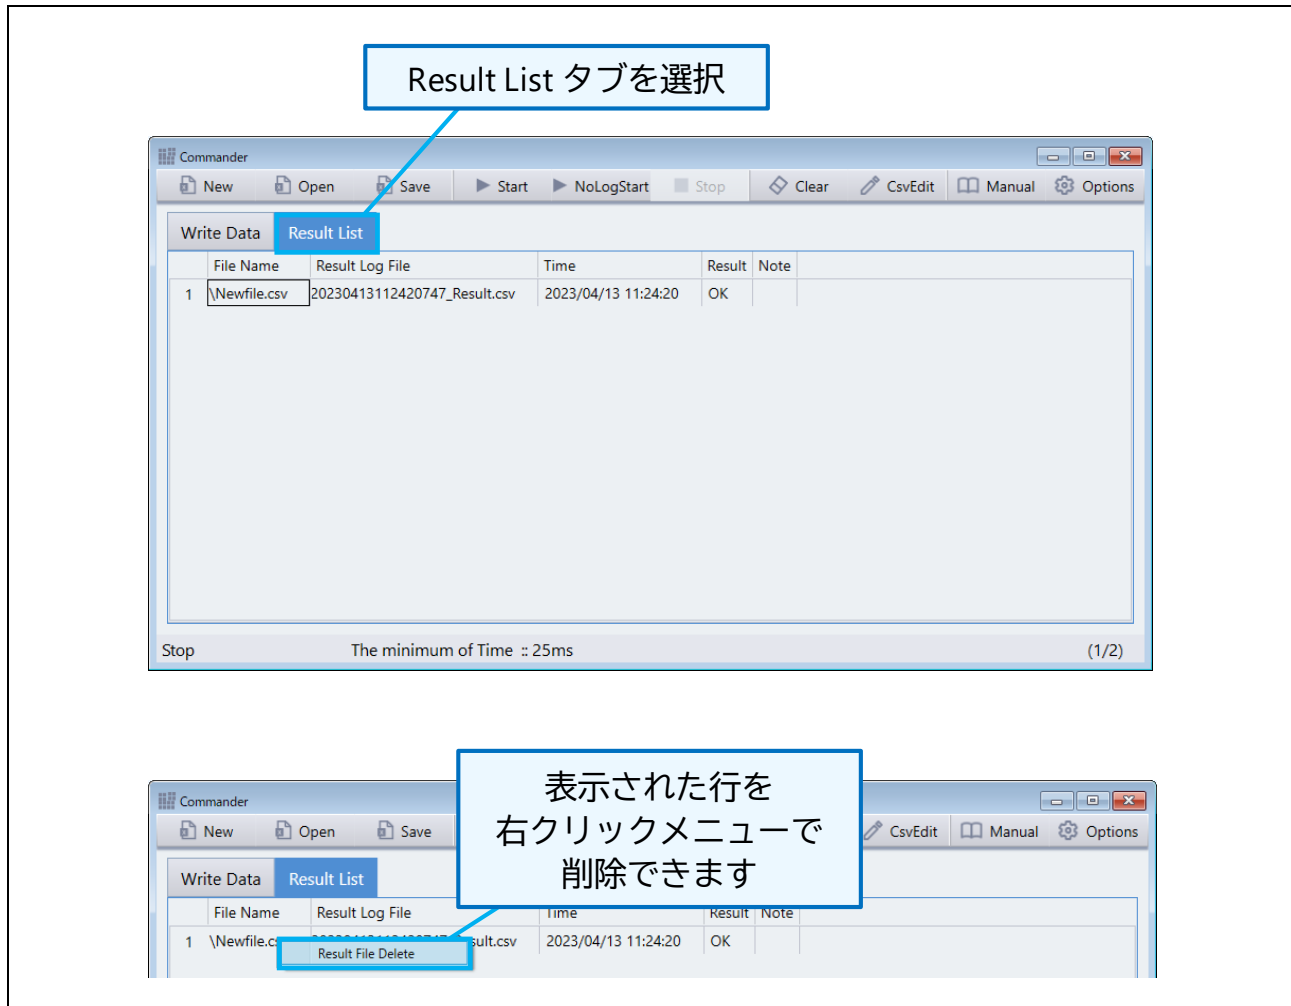 Result List タブを選択
Commander
New Open Save Start NoLogStart Stop Clear CsvEdit Manual Options
Write Data Result List
File Name Result Log File Time Result Note
1 \Newfile.csv 20230413112420747_Result.csv 2023/04/13 11:24:20 OK
Stop The minimum of Time :: 25ms (1/2)
表示された行を
右クリックメニューで
削除できます
Commander
New Open Save CsvEdit Manual Options
Write Data Result List
File Name Result Log File Time Result Note
1 \Newfile.cs sult.csv 2023/04/13 11:24:20 OK
Result File Delete